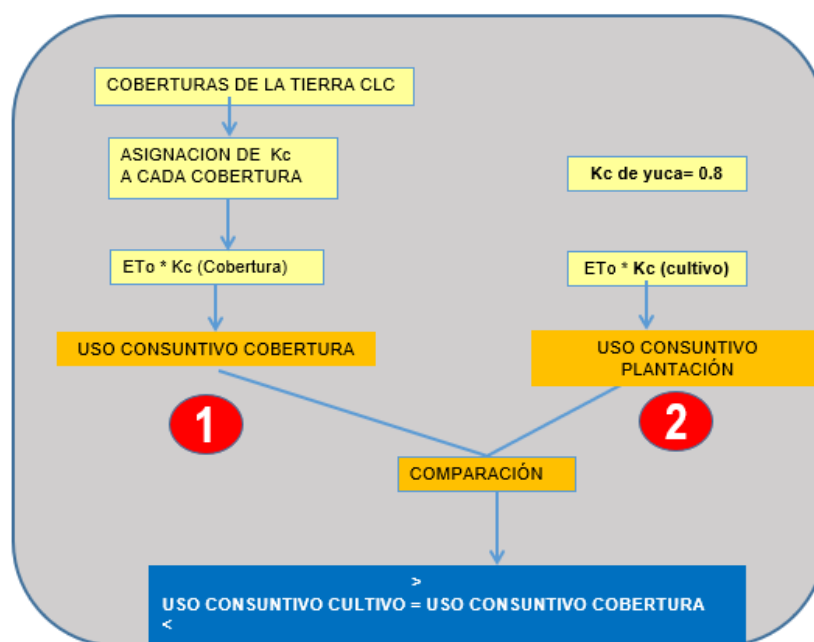 COBERTURAS DE LA TIERRA CLC
ASIGNACION DE Kc
A CADA COBERTURA
Kc de yuca= 0.8
ETo * Kc (Cobertura)
ETo * Kc (cultivo)
USO CONSUNTIVO COBERTURA
USO CONSUNTIVO
PLANTACIÓN
1
2
COMPARACIÓN
>
USO CONSUNTIVO CULTIVO = USO CONSUNTIVO COBERTURA
<